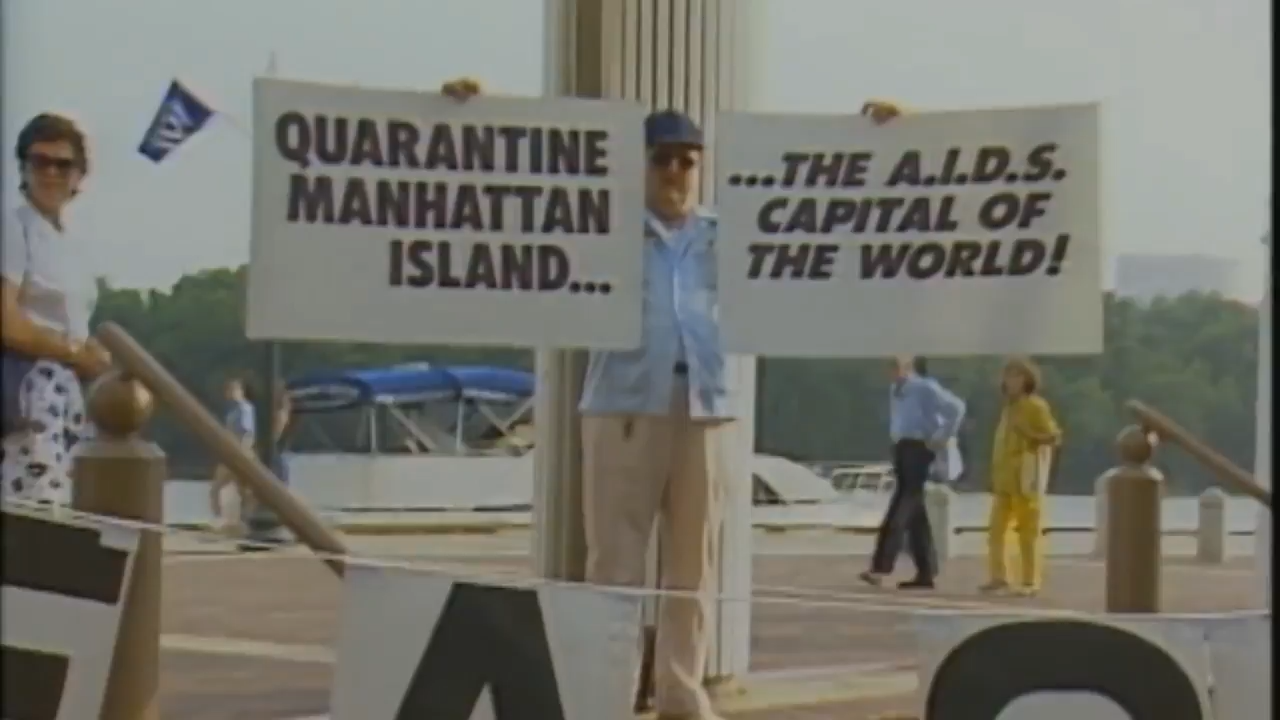 QUARANTINE
MANHATTAN
ISLAND...
...THE A.I.D.S.
CAPITAL OF
THE WORLD!